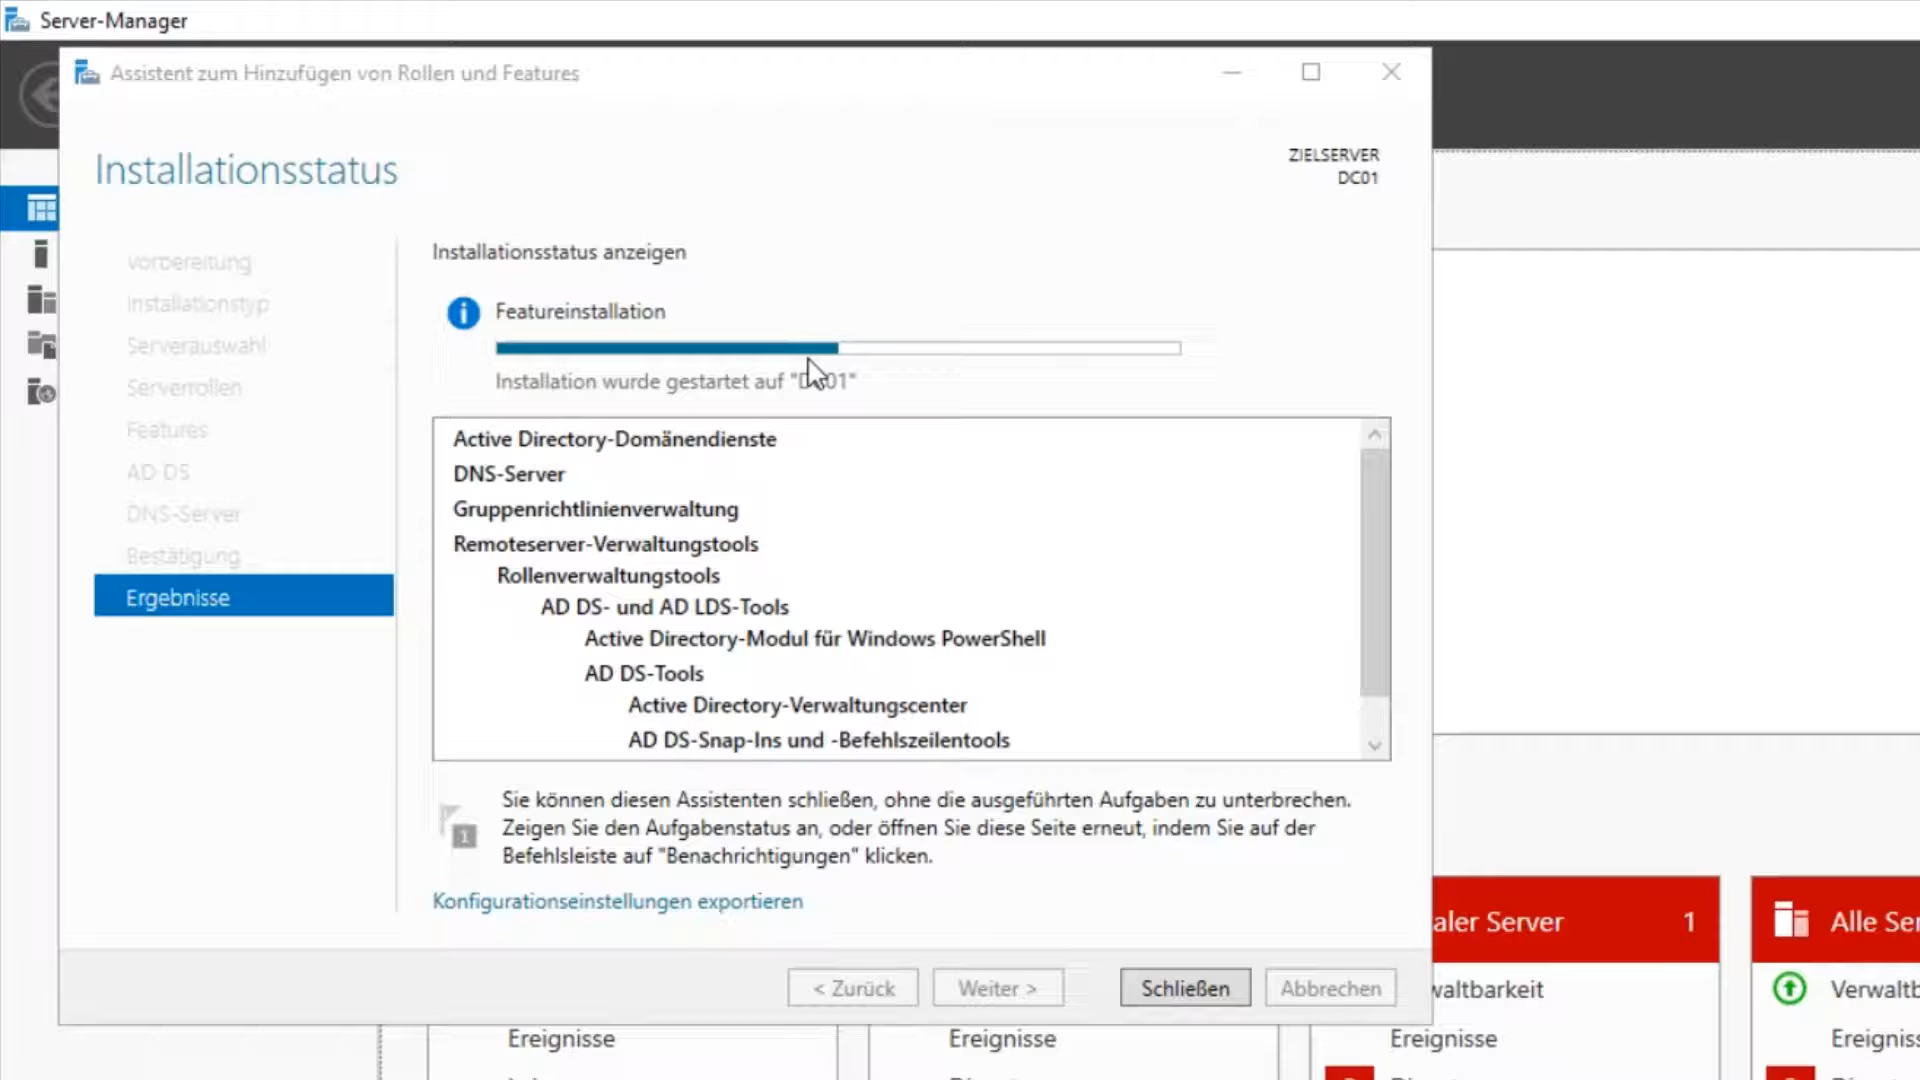 Server-Manager
Assistent zum Hinzufügen von Rollen und Features
Installationsstatus
ZIELSERVER
DC01
Vorbereitung
Installationstyp
Serverauswahl
Serverrollen
Features
AD DS
DNS-Server
Bestätigung
Ergebnisse
Installationsstatus anzeigen
Featureinstallation
Installation wurde gestartet auf "DC01"
Active Directory-Domänendienste
DNS-Server
Gruppenrichtlinienverwaltung
Remoteserver-Verwaltungstools
Rollenverwaltungstools
AD DS- und AD LDS-Tools
Active Directory-Modul für Windows PowerShell
AD DS-Tools
Active Directory-Verwaltungscenter
AD DS-Snap-Ins und -Befehlszeilentools
1
Sie können diesen Assistenten schließen, ohne die ausgeführten Aufgaben zu unterbrechen.
Zeigen Sie den Aufgabenstatus an, oder öffnen Sie diese Seite erneut, indem Sie auf der
Befehlsleiste auf "Benachrichtigungen" klicken.
Konfigurationseinstellungen exportieren
< Zurück Weiter > Schließen Abbrechen
aler Server 1
Alle Ser
waltbarkeit
Verwaltb
Ereignisse
Ereignisse
Ereignisse
Ereigniss